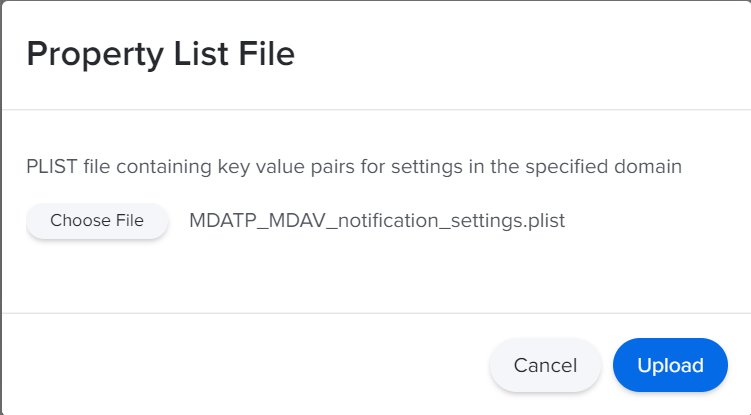 Property List File
PLIST file containing key value pairs for settings in the specified domain
Choose File MDATP_MDAV_notification_settings.plist
Cancel Upload